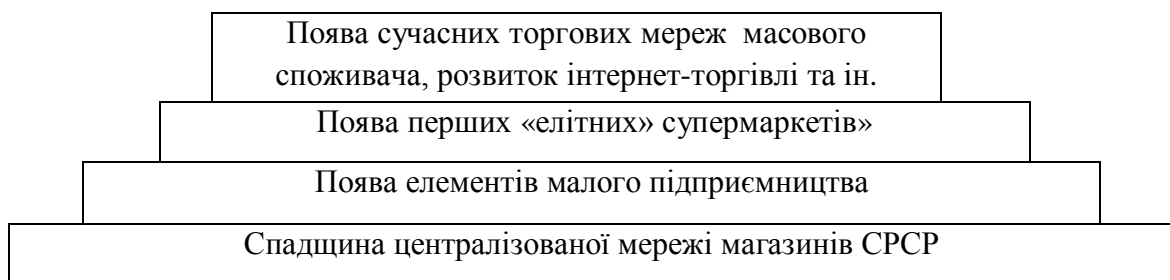 Поява сучасних торгових мереж масового
споживача, розвиток інтернет-торгівлі та ін.
Поява перших «елітних» супермаркетів»
Поява елементів малого підприємництва
Спадщина централізованої мережі магазинів СРСР